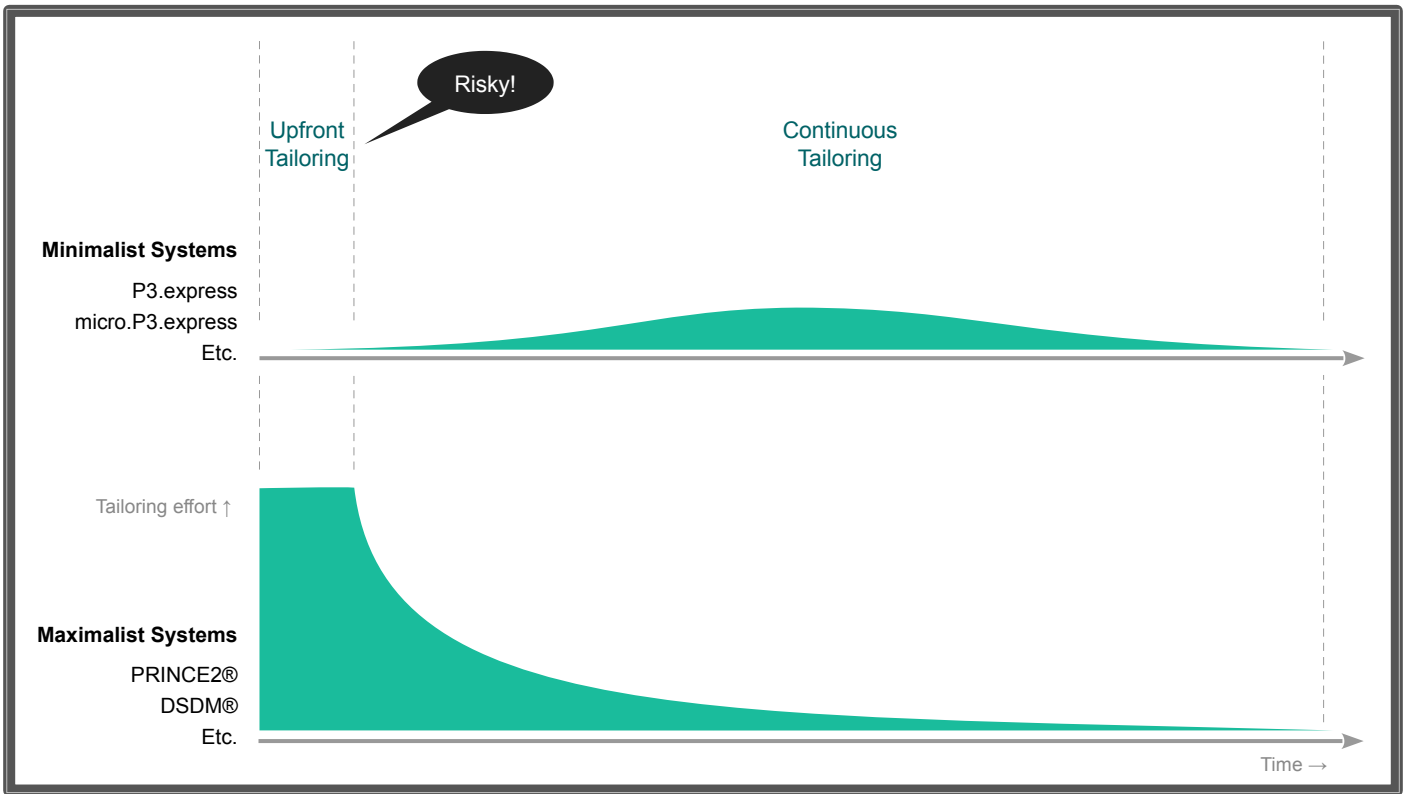 Risky!
Upfront
Tailoring
Continuous
Tailoring
Minimalist Systems
P3.express
micro.P3.express
Etc.
Tailoring effort ↑
Maximalist Systems
PRINCE2®
DSDM®
Etc.
Time →